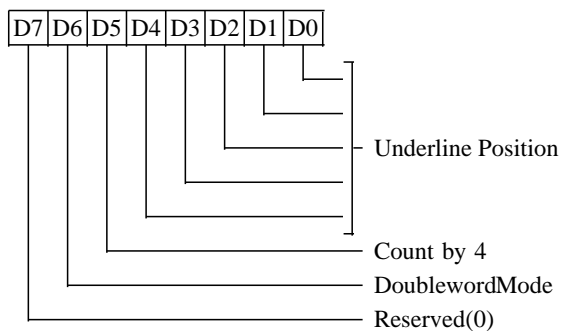 D7 D6 D5 D4 D3 D2 D1 D0
Underline Position
Count by 4
DoublewordMode
Reserved(0)